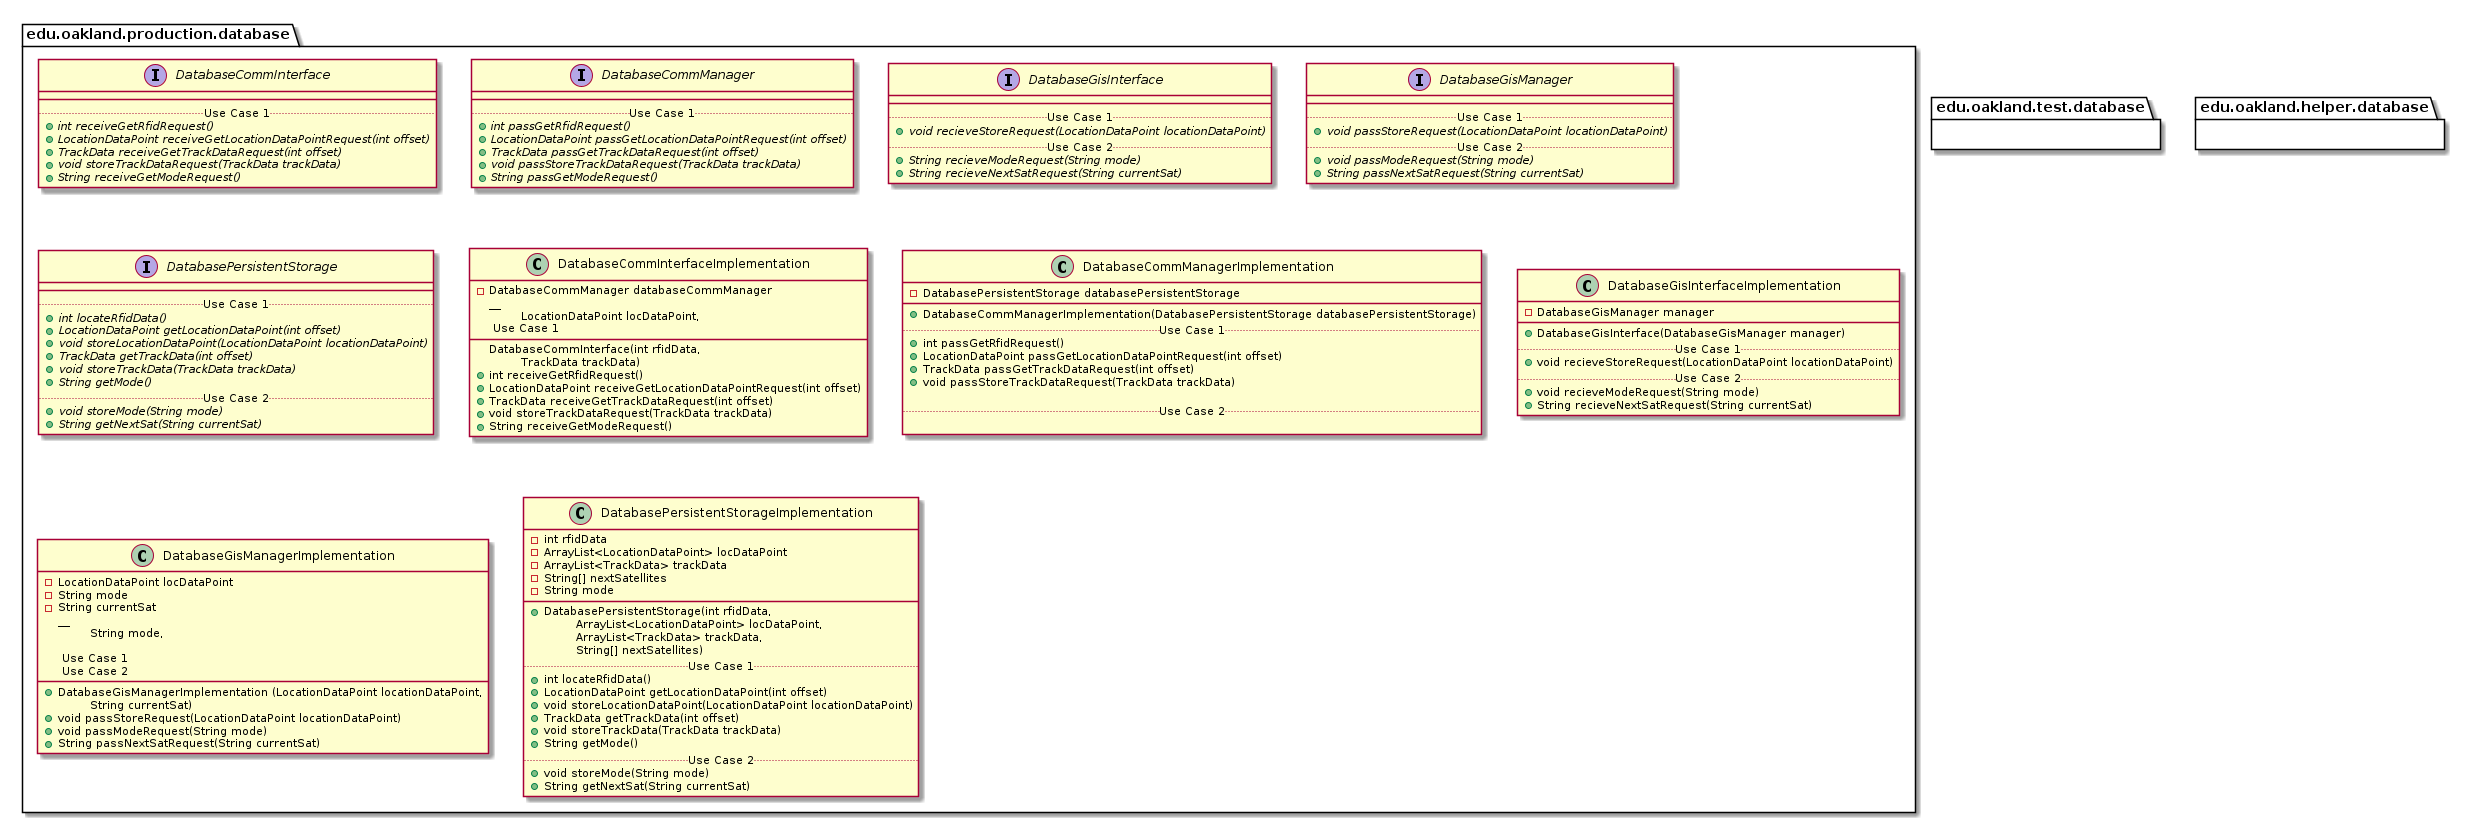 edu.oakland.production.database
I DatabaseCommInterface
Use Case 1
int receiveGetRfidRequest()
LocationDataPoint receiveGetLocationDataPointRequest(int offset)
TrackData receiveGetTrackDataRequest(int offset)
void storeTrackDataRequest(TrackData trackData)
String receiveGetModeRequest()
I DatabaseCommManager
Use Case 1
int passGetRfidRequest()
LocationDataPoint passGetLocationDataPointRequest(int offset)
TrackData passGetTrackDataRequest(int offset)
void passStoreTrackDataRequest(TrackData trackData)
String passGetModeRequest()
I DatabaseGisInterface
Use Case 1
void recieveStoreRequest(LocationDataPoint locationDataPoint)
Use Case 2
String recieveModeRequest(String mode)
String recieveNextSatRequest(String currentSat)
I DatabaseGisManager
Use Case 1
void passStoreRequest(LocationDataPoint locationDataPoint)
Use Case 2
void passModeRequest(String mode)
String passNextSatRequest(String currentSat)
edu.oakland.test.database
edu.oakland.helper.database
I DatabasePersistentStorage
Use Case 1
int locateRfidData()
LocationDataPoint getLocationDataPoint(int offset)
void storeLocationDataPoint(LocationDataPoint locationDataPoint)
TrackData getTrackData(int offset)
void storeTrackData(TrackData trackData)
String getMode()
Use Case 2
void storeMode(String mode)
String getNextSat(String currentSat)
C DatabaseCommInterfaceImplementation
DatabaseCommManager databaseCommManager
__
LocationDataPoint locDataPoint,
Use Case 1
DatabaseCommInterface(int rfidData,
TrackData trackData)
int receiveGetRfidRequest()
LocationDataPoint receiveGetLocationDataPointRequest(int offset)
TrackData receiveGetTrackDataRequest(int offset)
void storeTrackDataRequest(TrackData trackData)
String receiveGetModeRequest()
C DatabaseCommManagerImplementation
DatabasePersistentStorage databasePersistentStorage
DatabaseCommManagerImplementation(DatabasePersistentStorage databasePersistentStorage)
Use Case 1
int passGetRfidRequest()
LocationDataPoint passGetLocationDataPointRequest(int offset)
TrackData passGetTrackDataRequest(int offset)
void passStoreTrackDataRequest(TrackData trackData)
Use Case 2
C DatabaseGisInterfaceImplementation
DatabaseGisManager manager
DatabaseGisInterface(DatabaseGisManager manager)
Use Case 1
void recieveStoreRequest(LocationDataPoint locationDataPoint)
Use Case 2
void recieveModeRequest(String mode)
String recieveNextSatRequest(String currentSat)
C DatabaseGisManagerImplementation
LocationDataPoint locDataPoint
String mode
String currentSat
__
String mode,
Use Case 1
Use Case 2
DatabaseGisManagerImplementation (LocationDataPoint locationDataPoint,
String currentSat)
void passStoreRequest(LocationDataPoint locationDataPoint)
void passModeRequest(String mode)
String passNextSatRequest(String currentSat)
C DatabasePersistentStorageImplementation
int rfidData
ArrayList<LocationDataPoint> locDataPoint
ArrayList<TrackData> trackData
String[] nextSatellites
String mode
DatabasePersistentStorage(int rfidData,
ArrayList<LocationDataPoint> locDataPoint,
ArrayList<TrackData> trackData,
String[] nextSatellites)
Use Case 1
int locateRfidData()
LocationDataPoint getLocationDataPoint(int offset)
void storeLocationDataPoint(LocationDataPoint locationDataPoint)
TrackData getTrackData(int offset)
void storeTrackData(TrackData trackData)
String getMode()
Use Case 2
void storeMode(String mode)
String getNextSat(String currentSat)